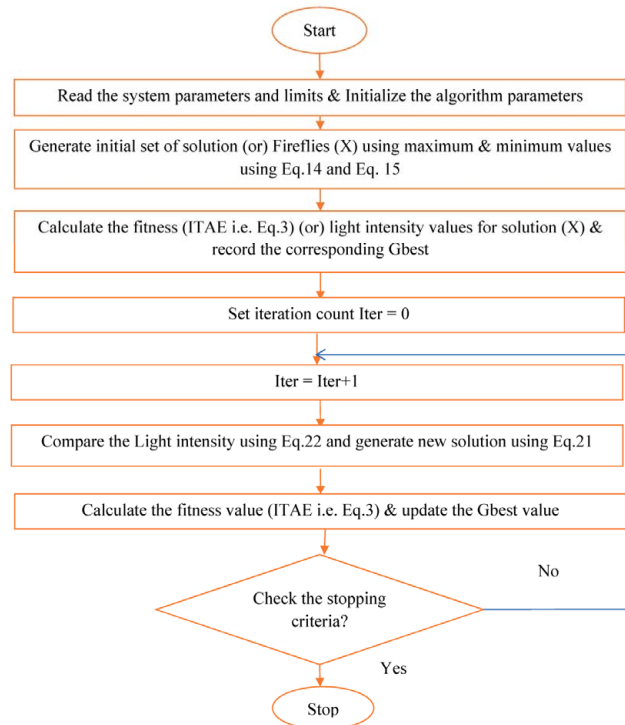 Start
Read the system parameters and limits & Initialize the algorithm parameters
Generate initial set of solution (or) Fireflies (X) using maximum & minimum values
using Eq.14 and Eq. 15
Calculate the fitness (ITAE i.e. Eq.3) (or) light intensity values for solution (X) &
record the corresponding Gbest
Set iteration count Iter = 0
Iter = Iter+1
Compare the Light intensity using Eq.22 and generate new solution using Eq.21
Calculate the fitness value (ITAE i.e. Eq.3) & update the Gbest value
No
Check the stopping
criteria?
Yes
Stop